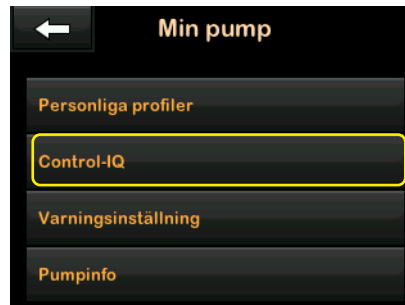 Min pump
Personliga profiler
Control-IQ
Varningsinställning
Pumpinfo